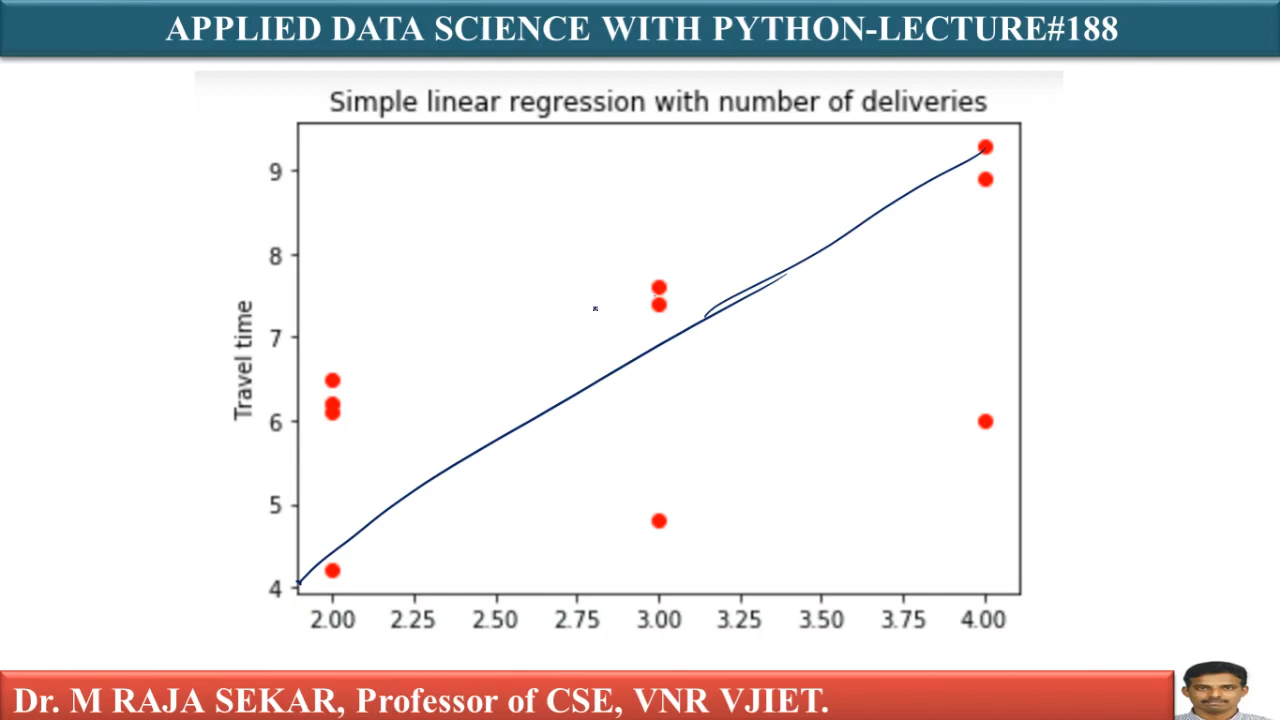 APPLIED DATA SCIENCE WITH PYTHON-LECTURE#188
Simple linear regression with number of deliveries
9
8
7
6
5
4
Travel time
2.00 2.25 2.50 2.75 3.00 3.25 3.50 3.75 4.00
Dr. M RAJA SEKAR, Professor of CSE, VNR VJIET.